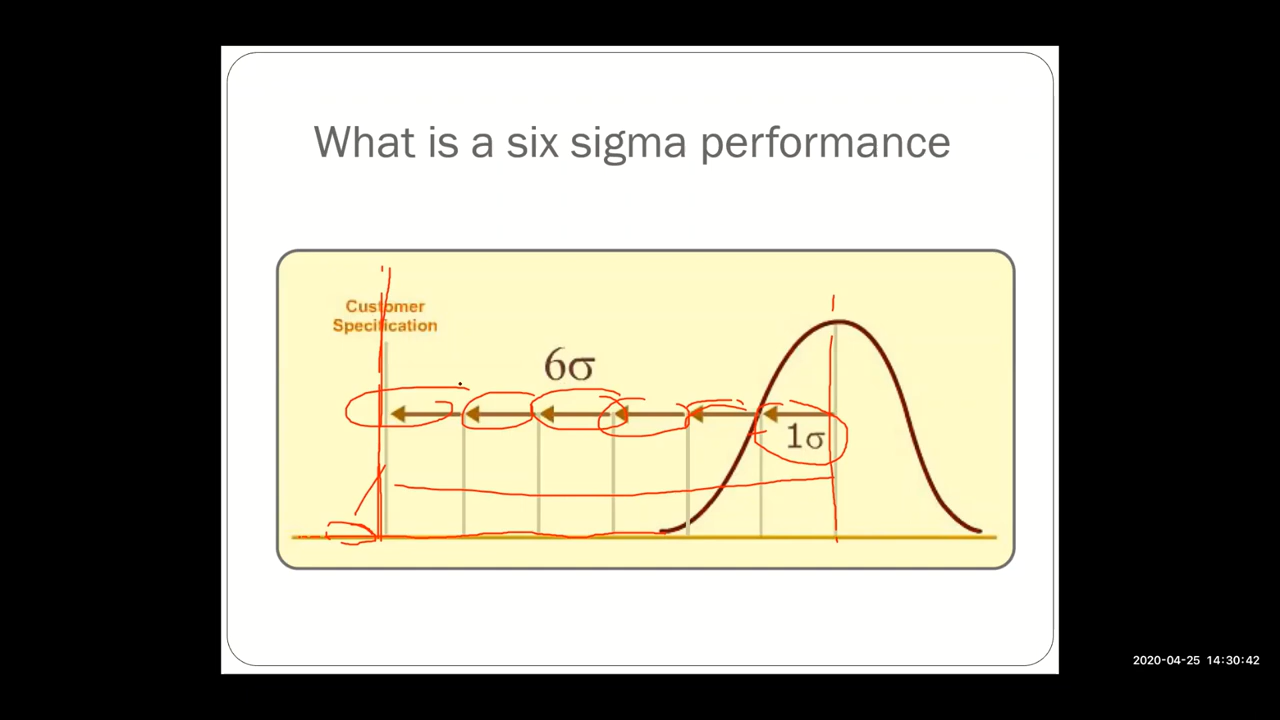 What is a six sigma performance
Customer
Specification
6σ
1σ
2020-04-25 14:30:42